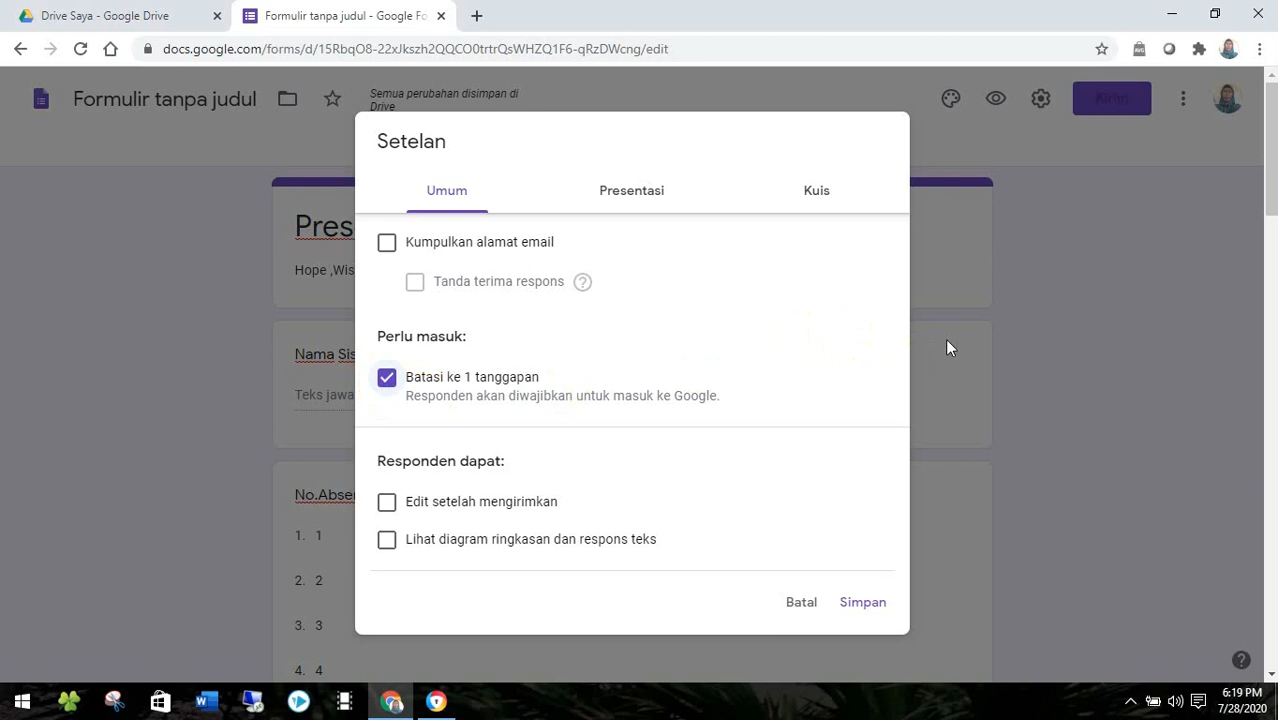 Drive Saya - Google Drive
Formulir tanpa judul - Google Fo
docs.google.com/forms/d/15RbqO8-22xJkszh2QQCO0trtrQsWHZQ1F6-qRzDWcng/edit
Formulir tanpa judul
Semua perubahan disimpan di
Drive
Kirim
Setelan
Umum
Presentasi
Kuis
Pres
Hope ,Wis
Kumpulkan alamat email
Tanda terima respons
Perlu masuk:
Nama Sis
Batasi ke 1 tanggapan
Teks jawa
Responden akan diwajibkan untuk masuk ke Google.
Responden dapat:
No.Absen
Edit setelah mengirimkan
1. 1
Lihat diagram ringkasan dan respons teks
2. 2
Batal
Simpan
3. 3
4. 4
6:19 PM
7/28/2020